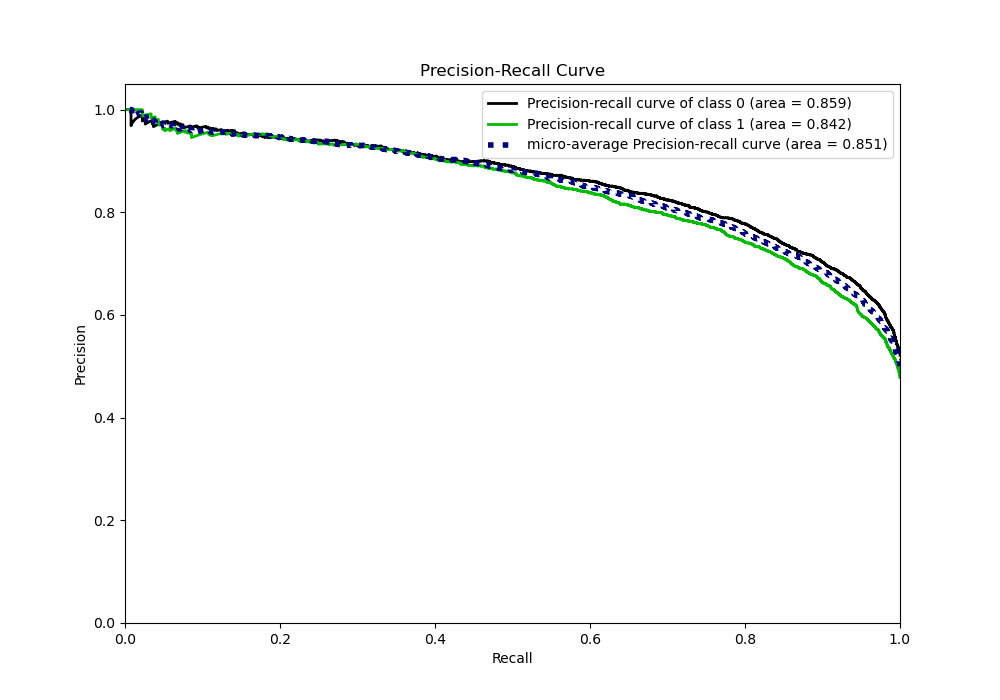 Precision-Recall Curve
Precision-recall curve of class 0 (area = 0.859)
Precision-recall curve of class 1 (area = 0.842)
micro-average Precision-recall curve (area = 0.851)
1.0
0.8
0.6
0.4
0.2
0.0
Precision
0.0 0.2 0.4 0.6 0.8 1.0
Recall